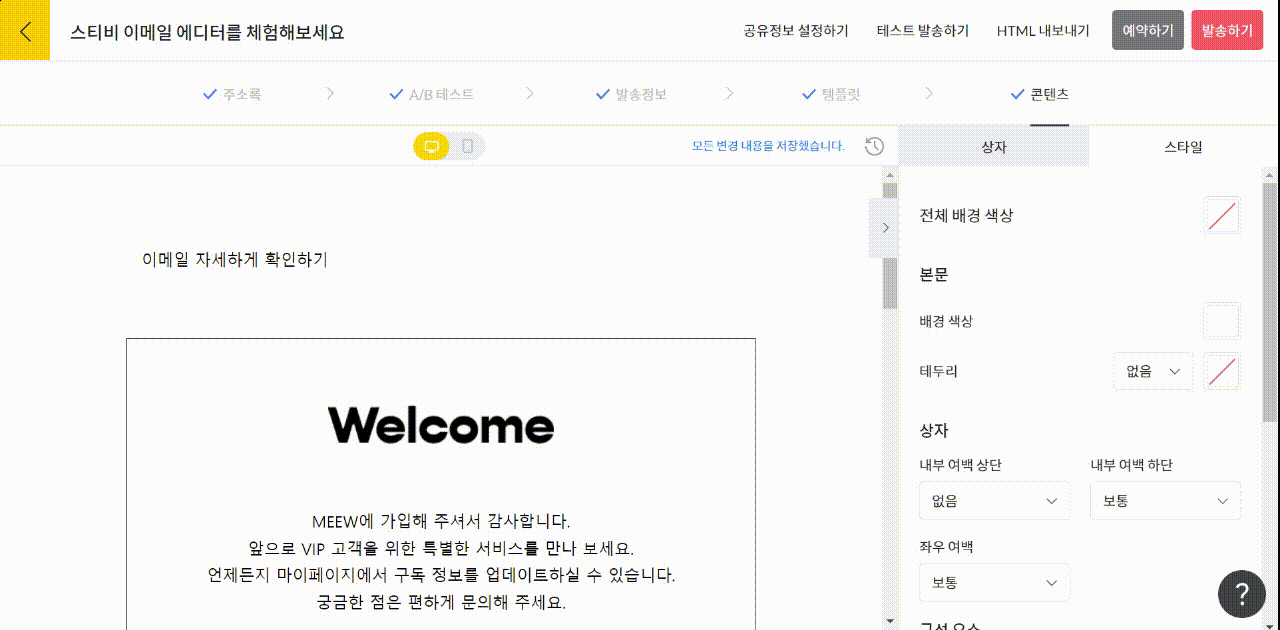 스티비 이메일 에디터를 체험해보세요
공유정보 설정하기
테스트 발송하기
HTML 내보내기
예약하기
발송하기
주소록
A/B 테스트
발송정보
템플릿
콘텐츠
모든 변경 내용을 저장했습니다.
상자
스타일
이메일 자세하게 확인하기
Welcome
MEEW에 가입해 주셔서 감사합니다.
앞으로 VIP 고객을 위한 특별한 서비스를 만나 보세요.
언제든지 마이페이지에서 구독 정보를 업데이트하실 수 있습니다.
궁금한 점은 편하게 문의해 주세요.
전체 배경 색상
본문
배경 색상
테두리
없음
상자
내부 여백 상단
내부 여백 하단
없음
보통
좌우 여백
보통
구성 요소
?